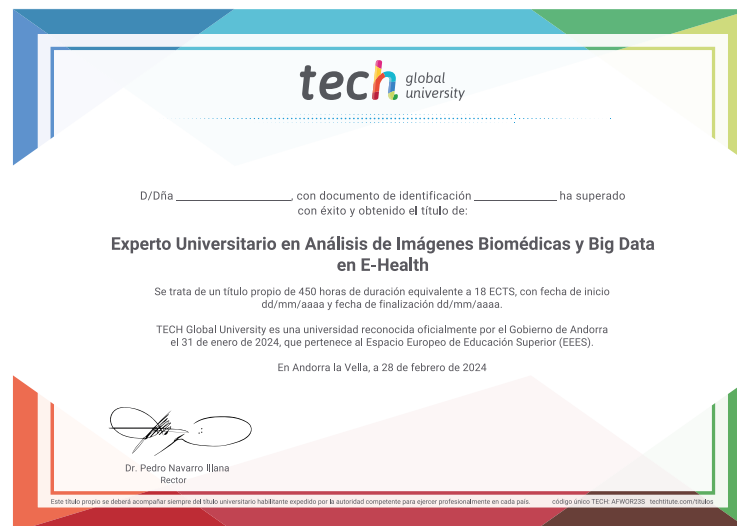 tech global university
D/Dña ______________, con documento de identificación ______________ ha superado
con éxito y obtenido el título de:
Experto Universitario en Análisis de Imágenes Biomédicas y Big Data
en E-Health
Se trata de un título propio de 450 horas de duración equivalente a 18 ECTS, con fecha de inicio
dd/mm/aaaa y fecha de finalización dd/mm/aaaa.
TECH Global University es una universidad reconocida oficialmente por el Gobierno de Andorra
el 31 de enero de 2024, que pertenece al Espacio Europeo de Educación Superior (EEES).
En Andorra la Vella, a 28 de febrero de 2024
Dr. Pedro Navarro Illana
Rector
Este título propio se deberá acompañar siempre del título universitario habilitante expedido por la autoridad competente para ejercer profesionalmente en cada país. código único TECH: AFWOR23S techtitute.com/titulos